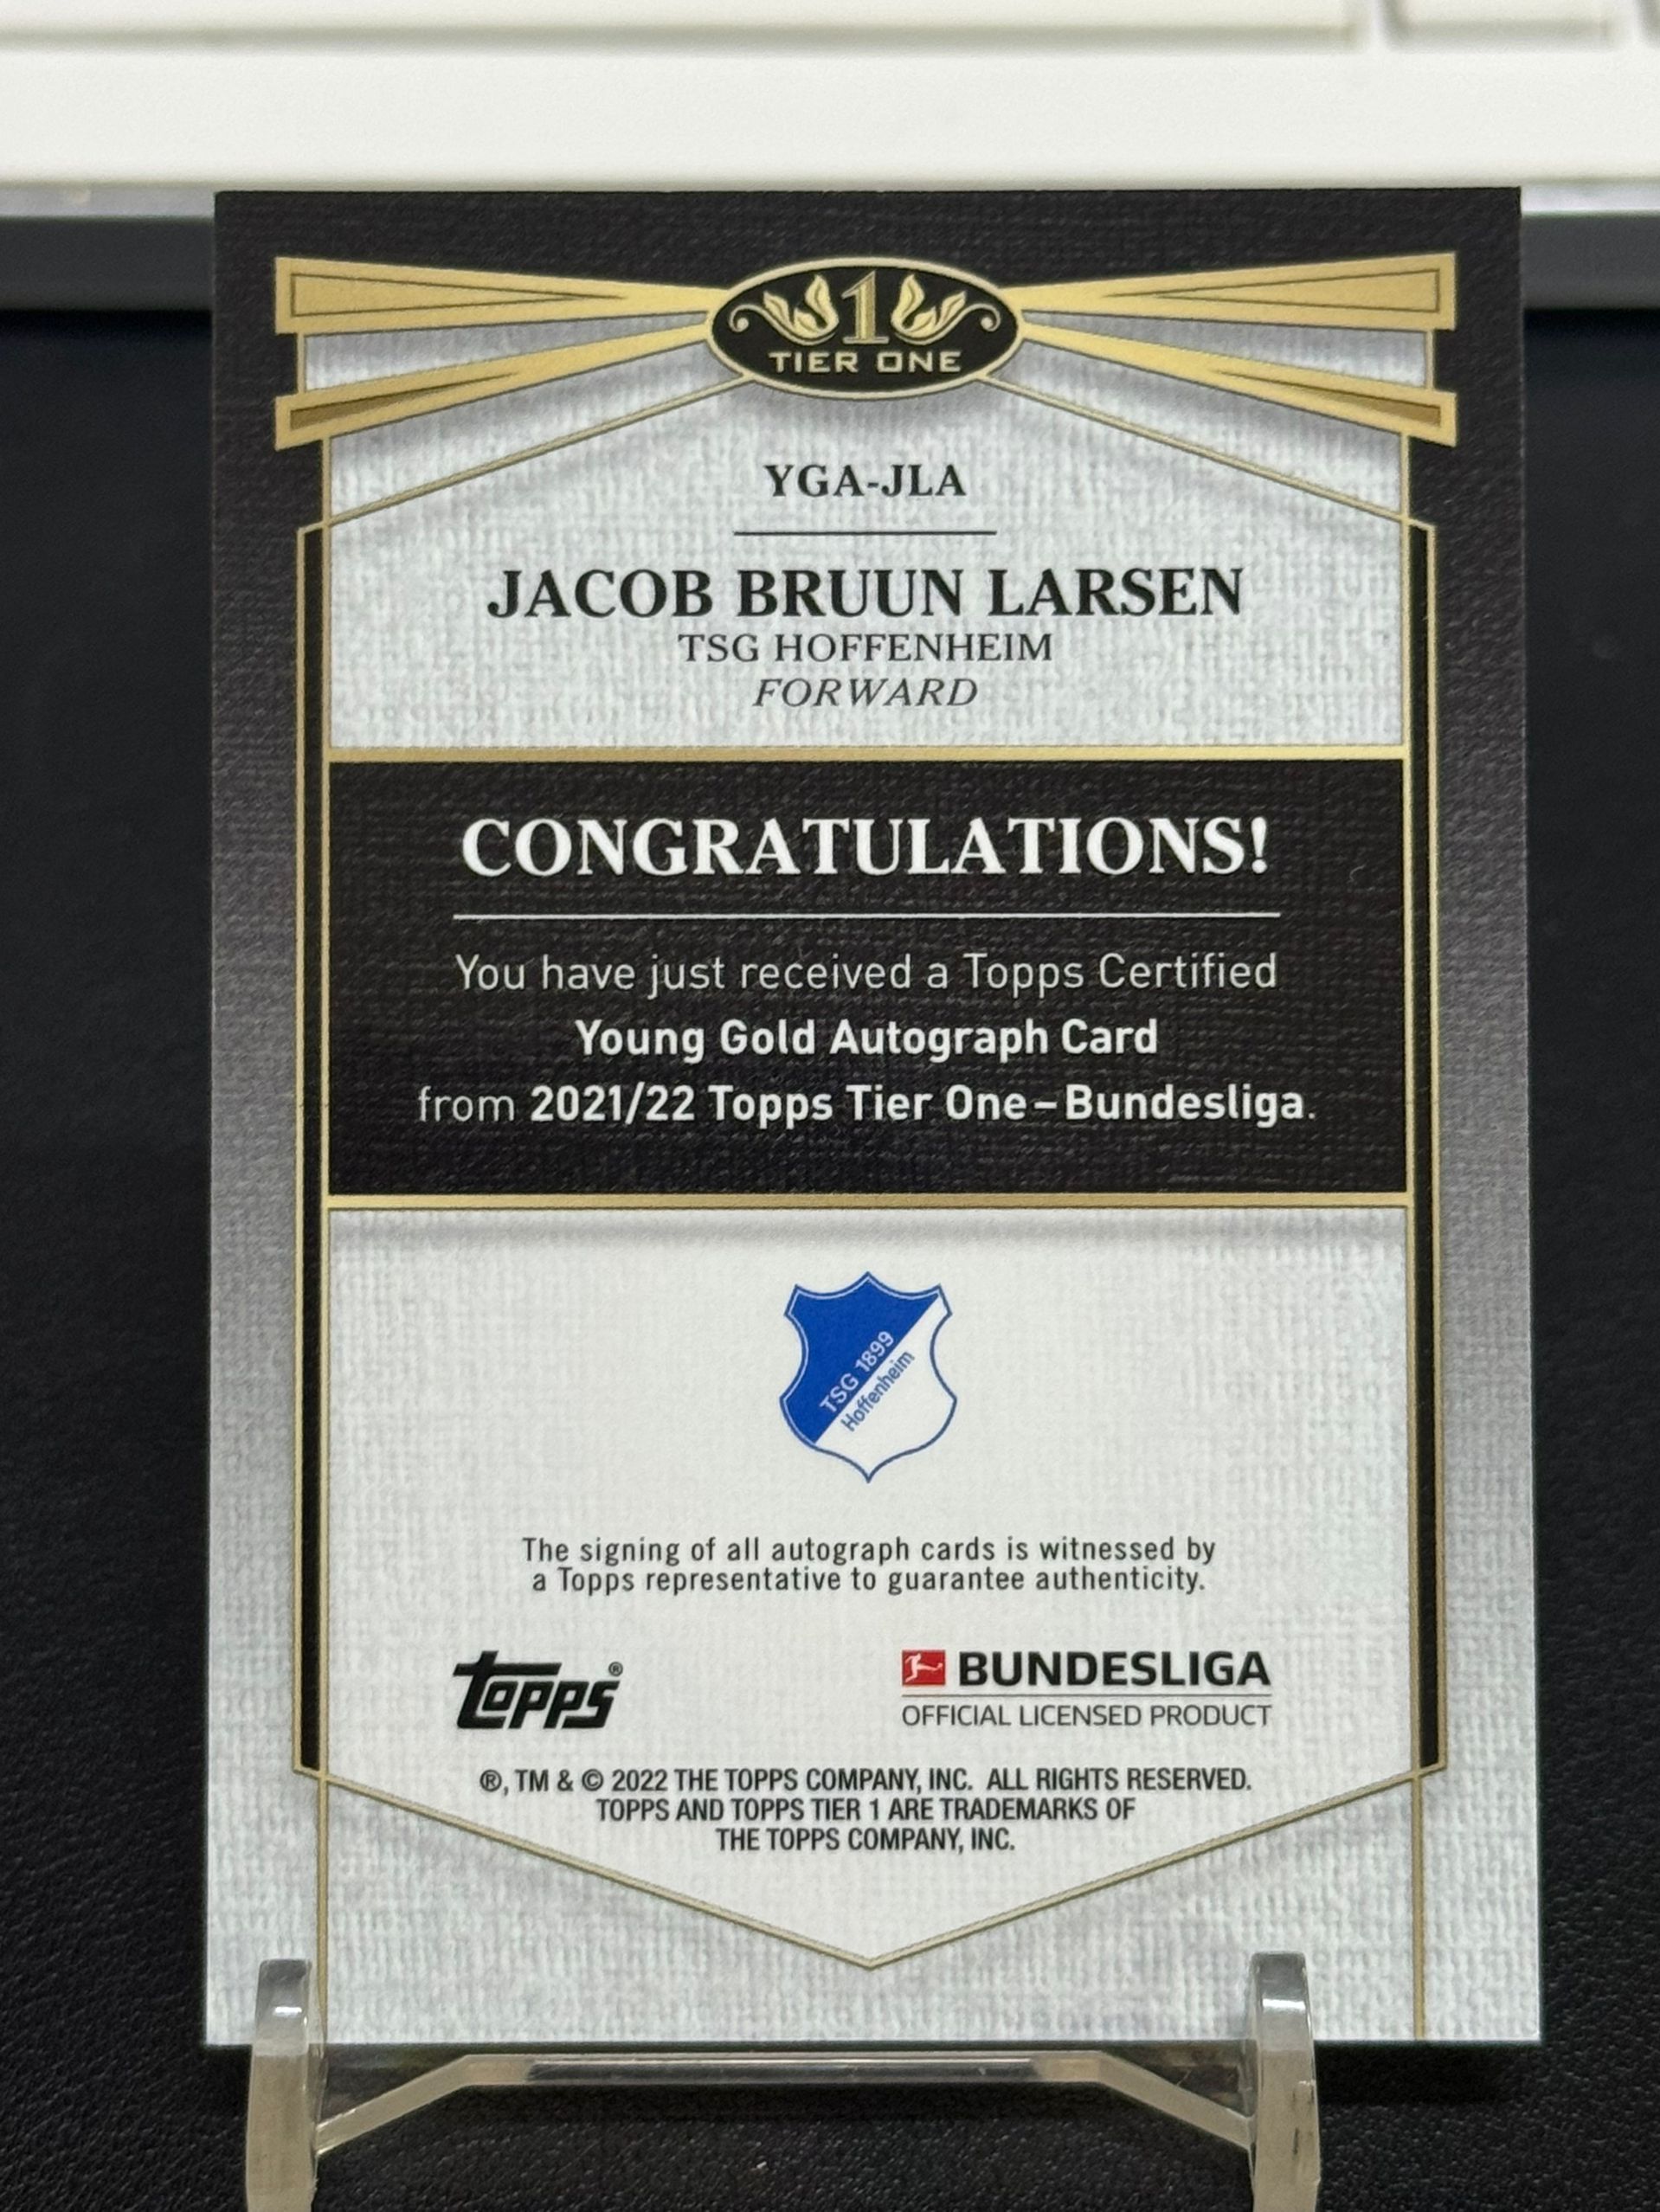 1
TIER ONE
YGA-JLA
JACOB BRUUN LARSEN
TSG HOFFENHEIM
FORWARD
CONGRATULATIONS!
You have just received a Topps Certified
Young Gold Autograph Card
from 2021/22 Topps Tier One–Bundesliga.
TSG 1899
Hoffenheim
The signing of all autograph cards is witnessed by
a Topps representative to guarantee authenticity.
Topps®
BUNDESLIGA
OFFICIAL LICENSED PRODUCT
®, TM & © 2022 THE TOPPS COMPANY, INC. ALL RIGHTS RESERVED.
TOPPS AND TOPPS TIER 1 ARE TRADEMARKS OF
THE TOPPS COMPANY, INC.